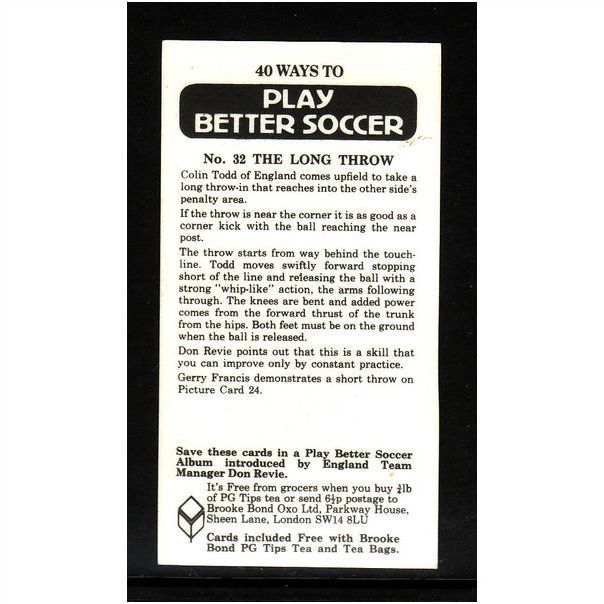 40 WAYS TO
PLAY
BETTER SOCCER
No. 32 THE LONG THROW
Colin Todd of England comes upfield to take a
long throw-in that reaches into the other side's
penalty area.
If the throw is near the corner it is as good as a
corner kick with the ball reaching the near
post.
The throw starts from way behind the touch-
line. Todd moves swiftly forward stopping
short of the line and releasing the ball with a
strong "whip-like" action, the arms following
through. The knees are bent and added power
comes from the forward thrust of the trunk
from the hips. Both feet must be on the ground
when the ball is released.
Don Revie points out that this is a skill that
you can improve only by constant practice.
Gerry Francis demonstrates a short throw on
Picture Card 24.
Save these cards in a Play Better Soccer
Album introduced by England Team
Manager Don Revie.
It's Free from grocers when you buy ¼lb
of PG Tips tea or send 6½p postage to
Brooke Bond Oxo Ltd, Parkway House,
Sheen Lane, London SW14 8LU
Cards included Free with Brooke
Bond PG Tips Tea and Tea Bags.